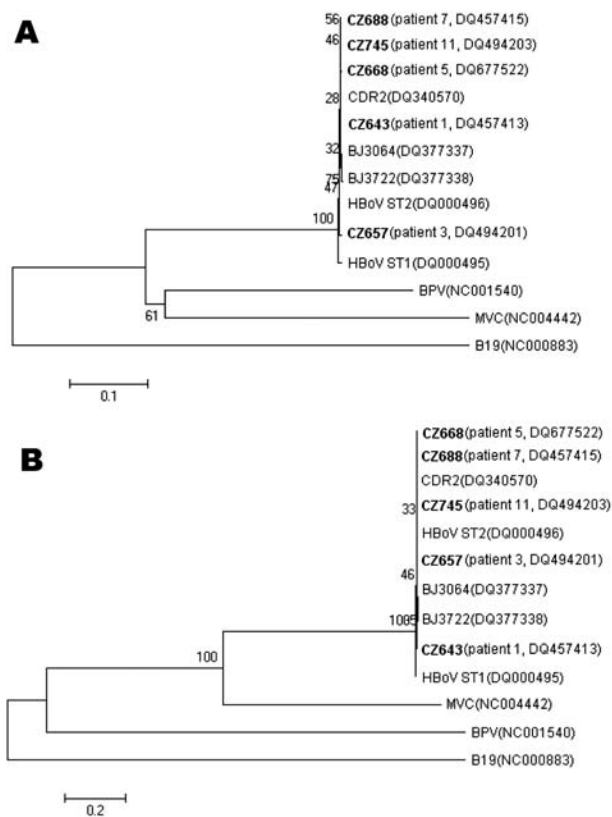 A
56 CZ688 (patient 7, DQ457415)
46 CZ745 (patient 11, DQ494203)
CZ668 (patient 5, DQ677522)
28 CDR2(DQ340570)
CZ643 (patient 1, DQ457413)
32 BJ3064(DQ377337)
75 BJ3722(DQ377338)
47
HBoV ST2(DQ000496)
100
CZ657 (patient 3, DQ494201)
HBoV ST1(DQ000495)
BPV(NC001540)
61 MVC(NC004442)
B19(NC000883)
0.1
B
CZ668 (patient 5, DQ677522)
CZ688 (patient 7, DQ457415)
CDR2(DQ340570)
33 CZ745 (patient 11, DQ494203)
HBoV ST2(DQ000496)
CZ657 (patient 3, DQ494201)
46
BJ3064(DQ377337)
BJ3722(DQ377338)
100
CZ643 (patient 1, DQ457413)
HBoV ST1(DQ000495)
MVC(NC004442)
BPV(NC001540)
B19(NC000883)
0.2